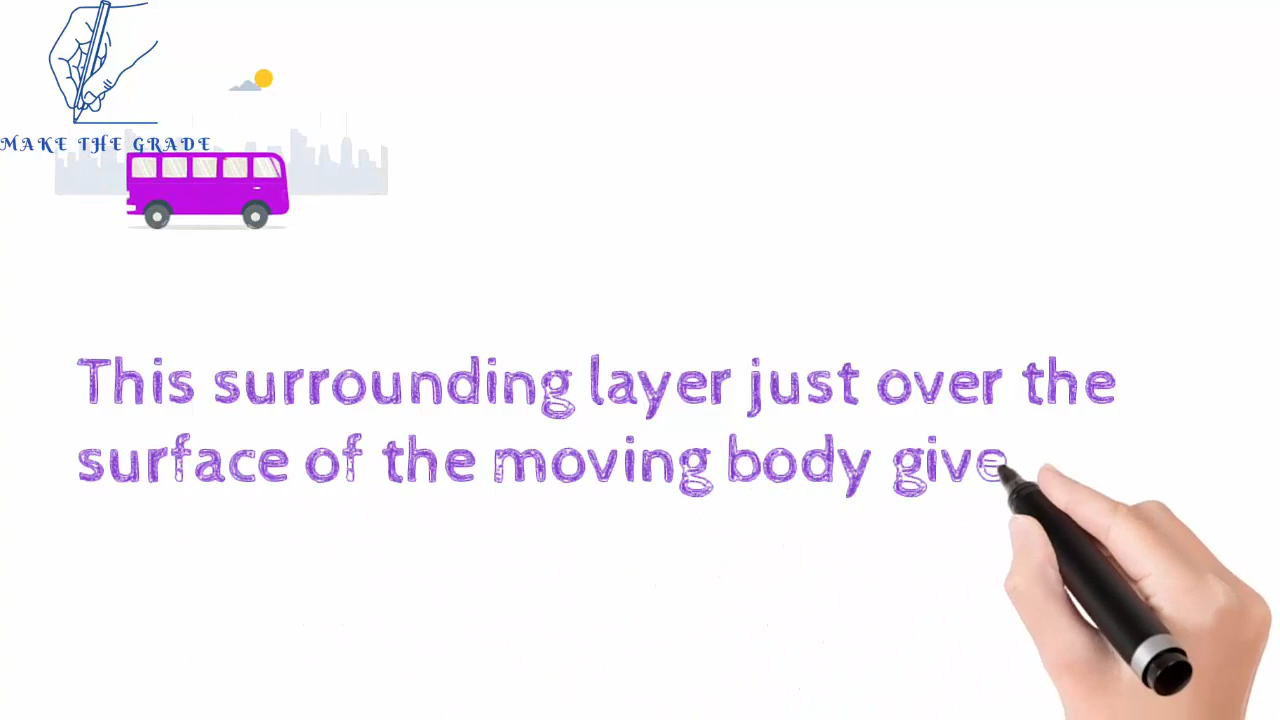 MAKE THE GRADE
This surrounding layer just over the
surface of the moving body give